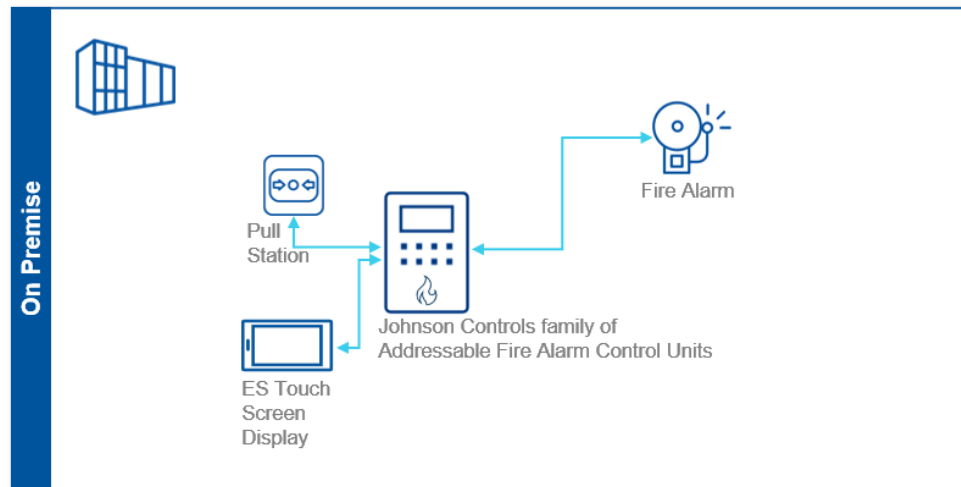 On Premise
Fire Alarm
Pull
Station
Johnson Controls family of
Addressable Fire Alarm Control Units
ES Touch
Screen
Display